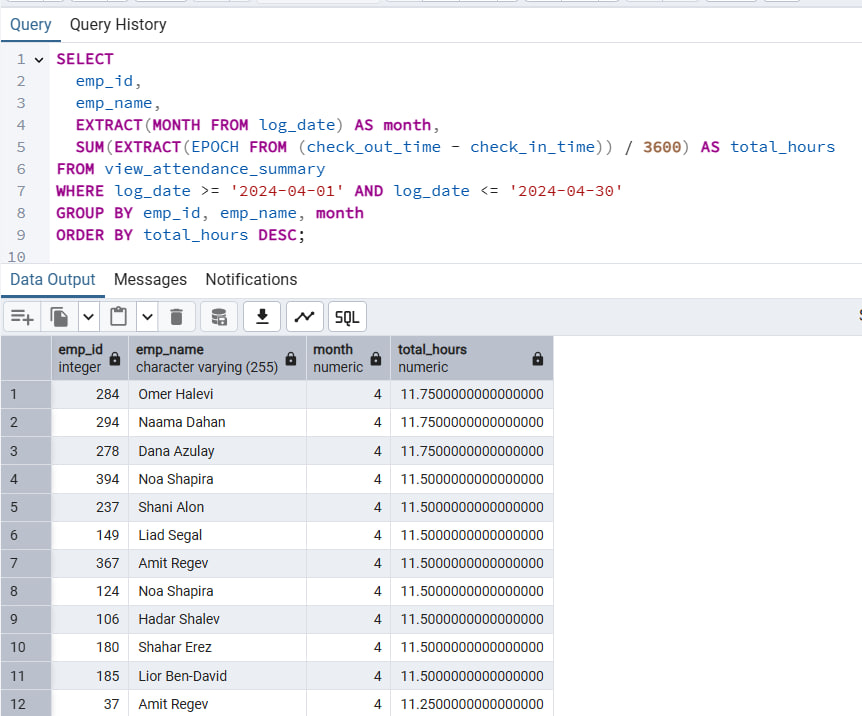 Query Query History
1 SELECT
2 emp_id,
3 emp_name,
4 EXTRACT(MONTH FROM log_date) AS month,
5 SUM(EXTRACT(EPOCH FROM (check_out_time - check_in_time)) / 3600) AS total_hours
6 FROM view_attendance_summary
7 WHERE log_date >= '2024-04-01' AND log_date <= '2024-04-30'
8 GROUP BY emp_id, emp_name, month
9 ORDER BY total_hours DESC;
10
Data Output Messages Notifications
SQL
emp_id emp_name month total_hours
integer character varying (255) numeric numeric
1 284 Omer Halevi 4 11.7500000000000000
2 294 Naama Dahan 4 11.7500000000000000
3 278 Dana Azulay 4 11.7500000000000000
4 394 Noa Shapira 4 11.5000000000000000
5 237 Shani Alon 4 11.5000000000000000
6 149 Liad Segal 4 11.5000000000000000
7 367 Amit Regev 4 11.5000000000000000
8 124 Noa Shapira 4 11.5000000000000000
9 106 Hadar Shalev 4 11.5000000000000000
10 180 Shahar Erez 4 11.5000000000000000
11 185 Lior Ben-David 4 11.5000000000000000
12 37 Amit Regev 4 11.2500000000000000